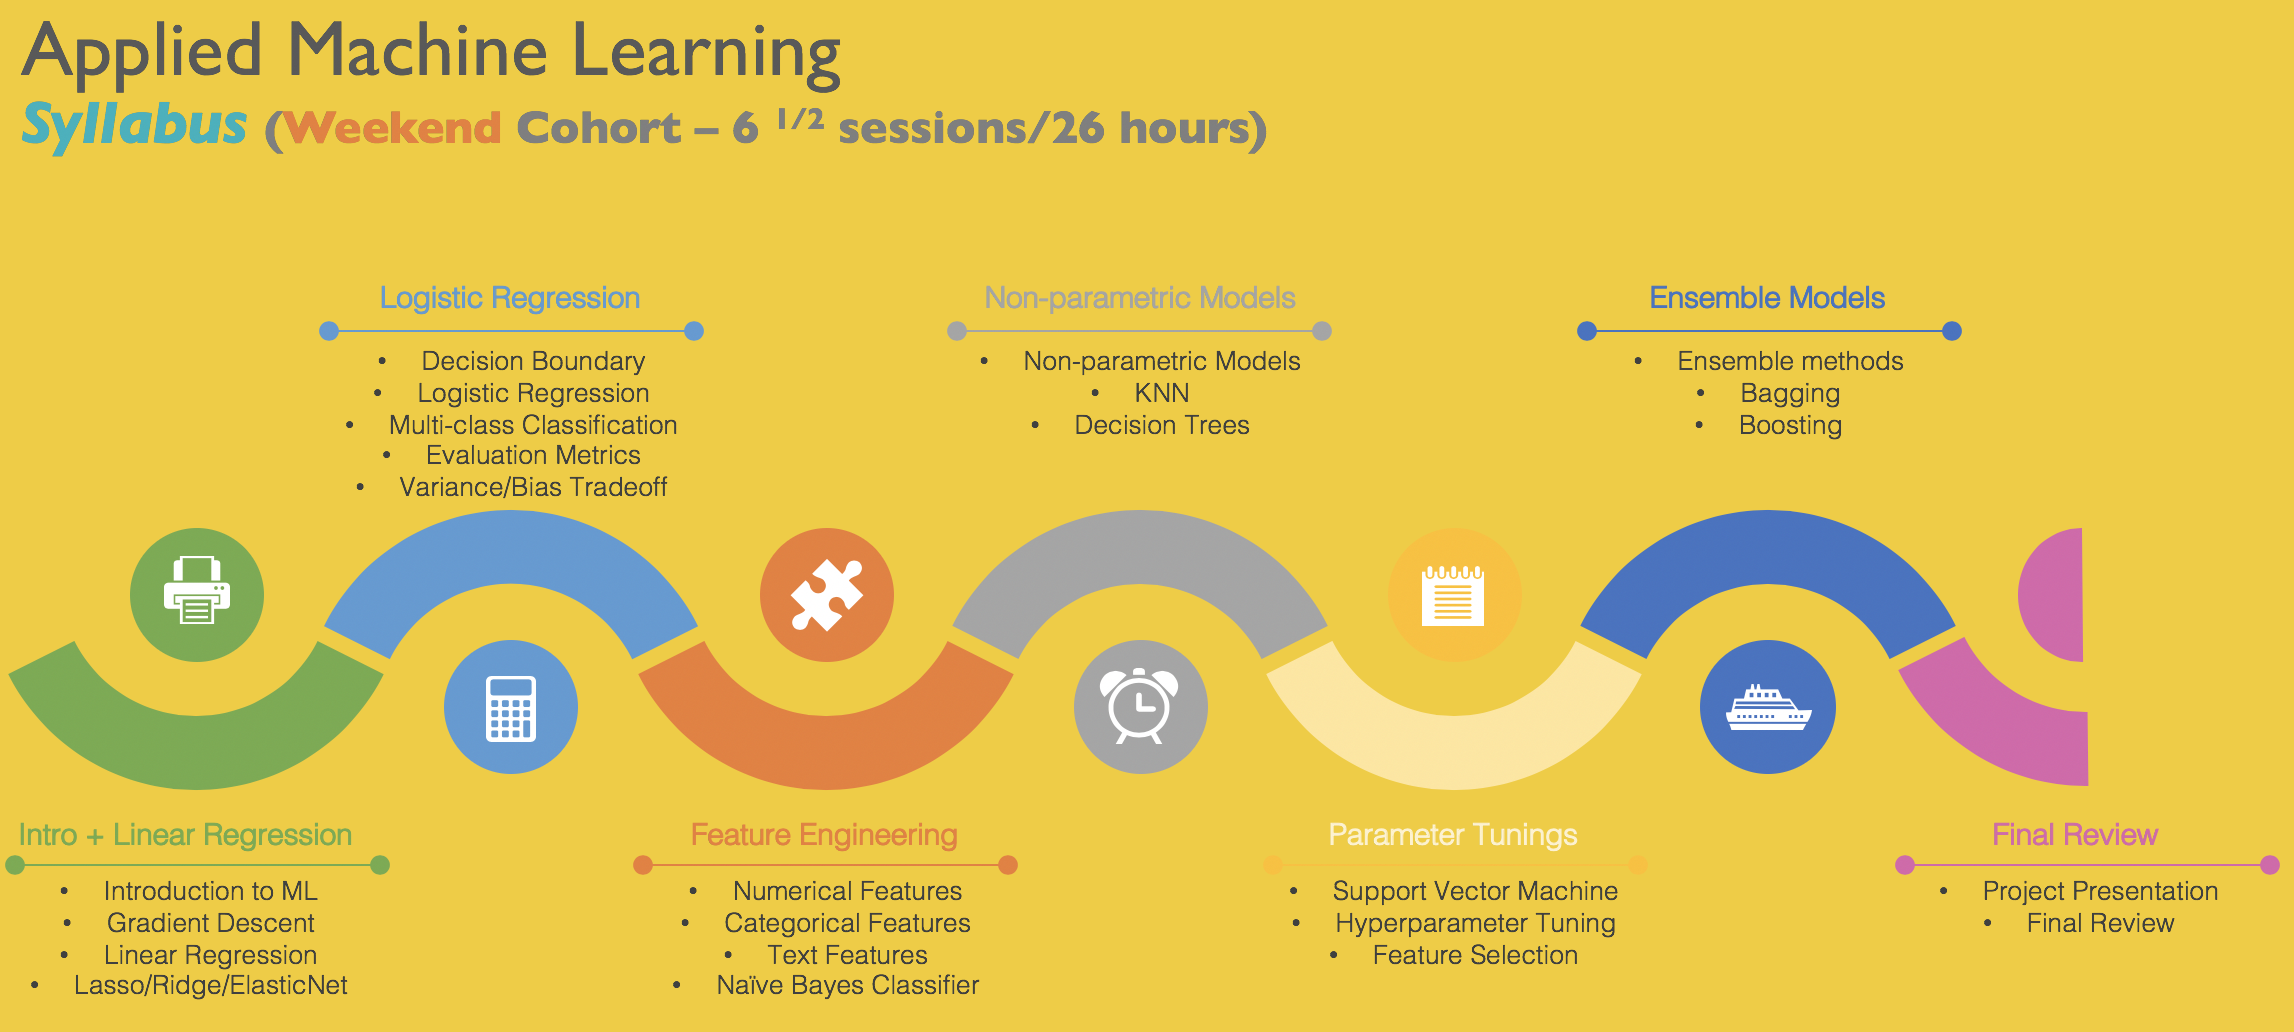 Applied Machine Learning
Syllabus (Weekend Cohort – 6 1/2 sessions/26 hours)
Intro + Linear Regression
• Introduction to ML
• Gradient Descent
• Linear Regression
• Lasso/Ridge/ElasticNet
Logistic Regression
• Decision Boundary
• Logistic Regression
• Multi-class Classification
• Evaluation Metrics
• Variance/Bias Tradeoff
Feature Engineering
• Numerical Features
• Categorical Features
• Text Features
• Naïve Bayes Classifier
Non-parametric Models
• Non-parametric Models
• KNN
• Decision Trees
Parameter Tunings
• Support Vector Machine
• Hyperparameter Tuning
• Feature Selection
Ensemble Models
• Ensemble methods
• Bagging
• Boosting
Final Review
• Project Presentation
• Final Review